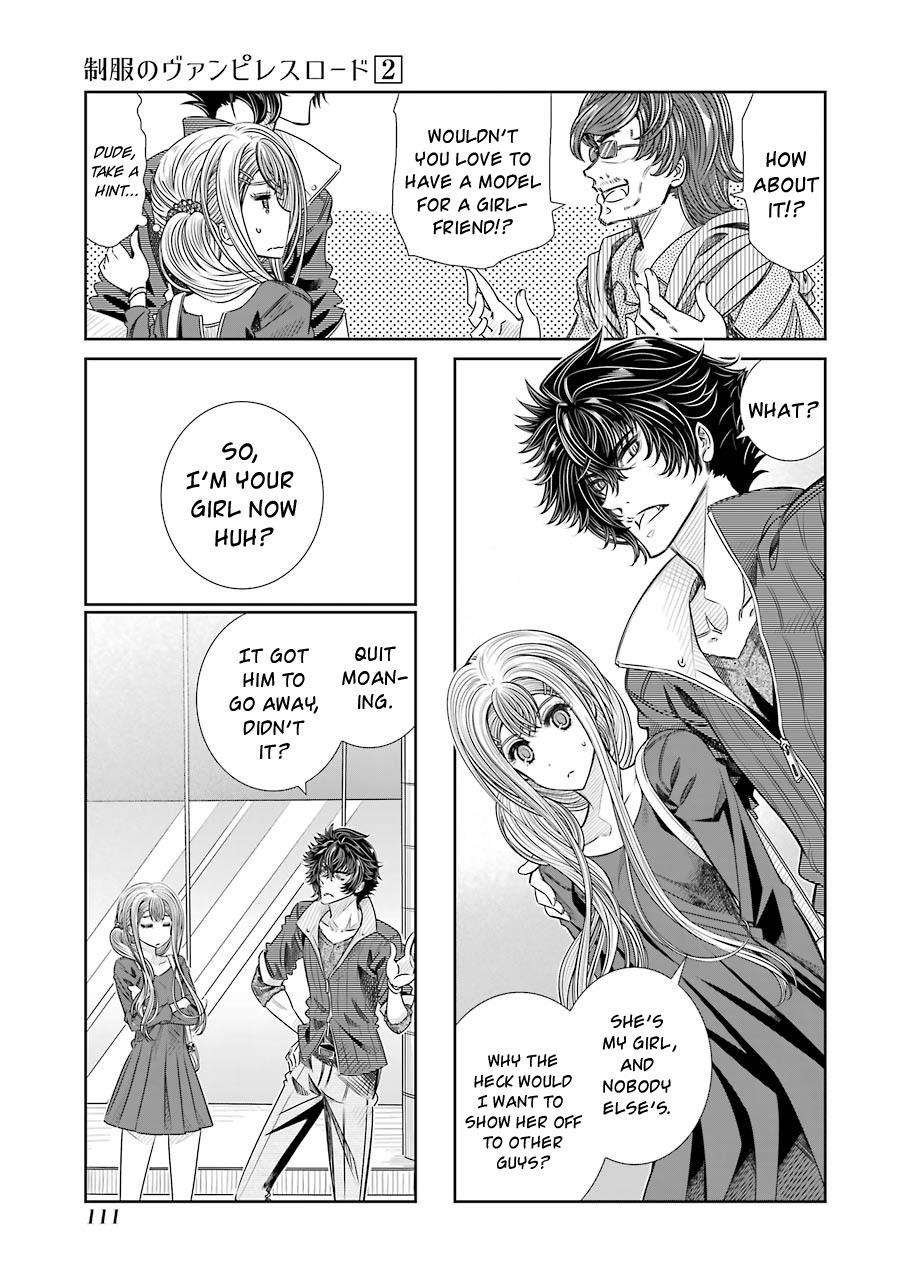 制服のヴァンピレスロード2
HOW
ABOUT
IT!?
WOULDN'T
YOU LOVE TO
HAVE A MODEL
FOR A GIRL-
FRIEND!?
DUDE,
TAKE A
HINT...
WHAT?
SHE'S
MY GIRL,
AND
NOBODY
ELSE'S.
WHY THE
HECK WOULD
I WANT TO
SHOW HER OFF
TO OTHER
GUYS?
SO,
I'M YOUR
GIRL NOW
HUH?
QUIT
MOAN-
ING.
IT GOT
HIM TO
GO AWAY,
DIDN'T
IT?
111